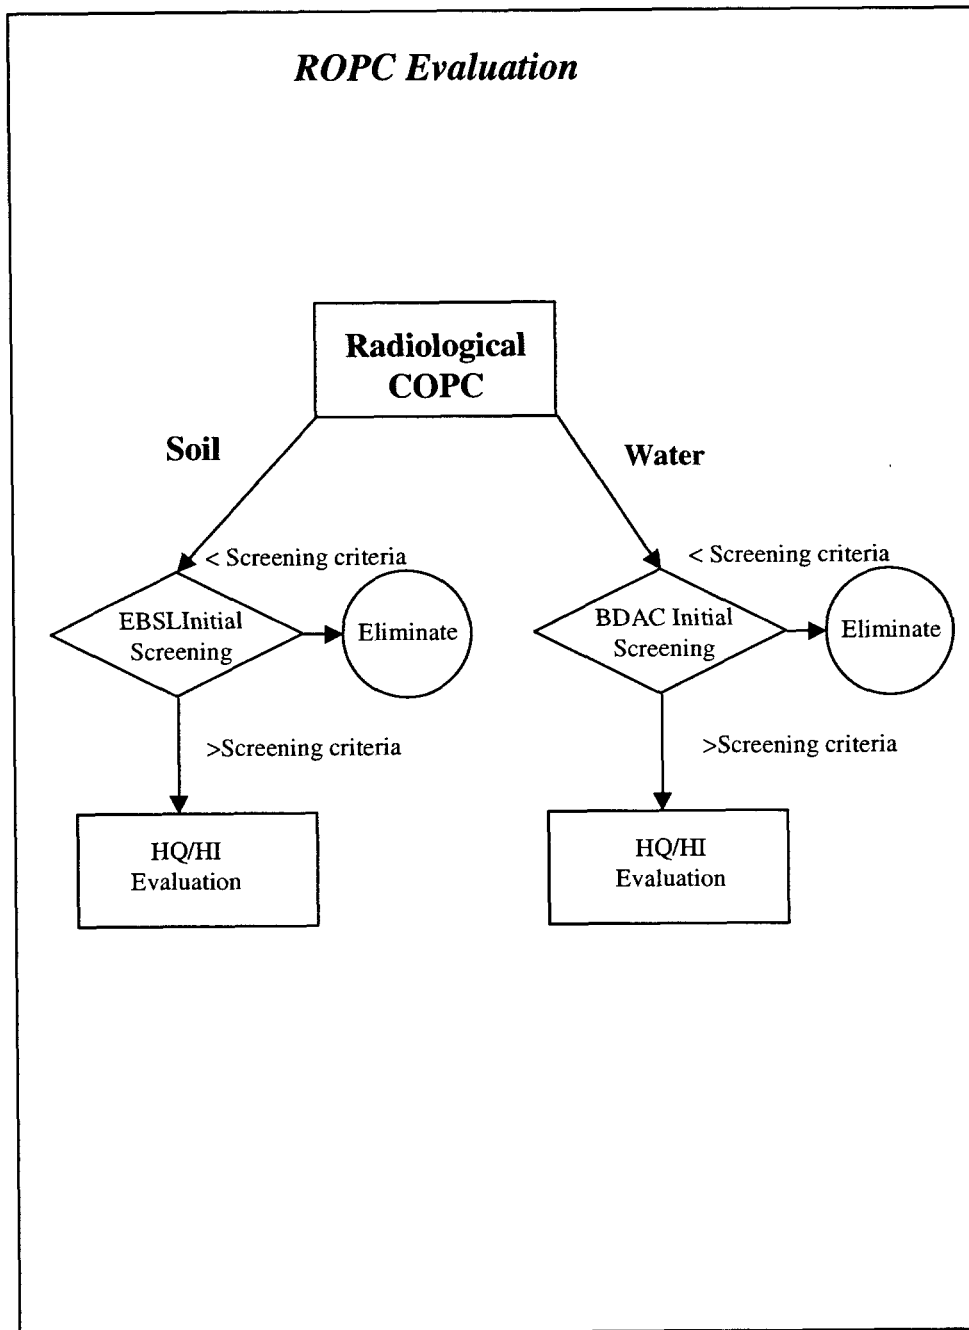 ROPC Evaluation
Radiological
COPC
Soil
Water
< Screening criteria
< Screening criteria
EBSLInitial
Screening
Eliminate
BDAC Initial
Screening
Eliminate
>Screening criteria
>Screening criteria
HQ/HI
Evaluation
HQ/HI
Evaluation